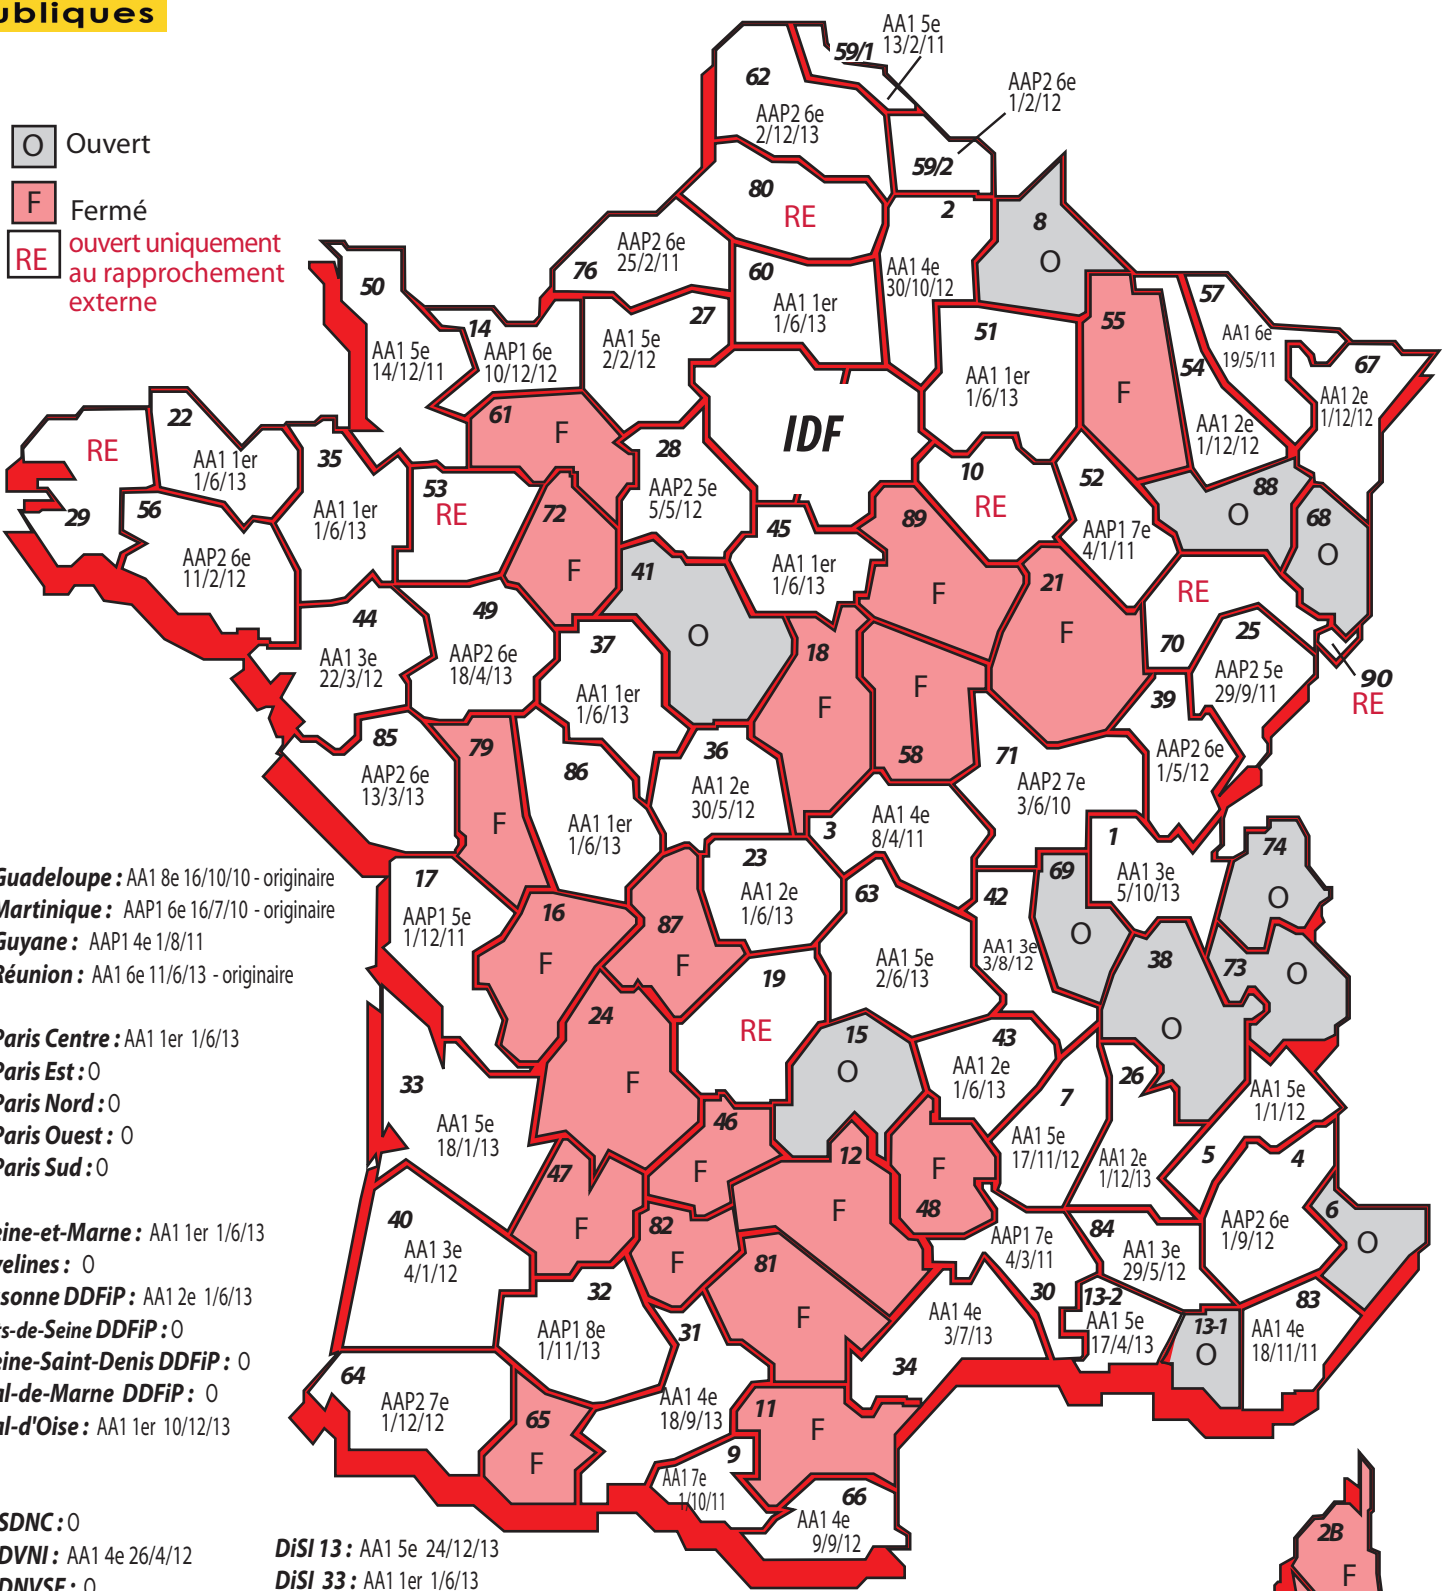 ubliques
O Ouvert
F Fermé
RE ouvert uniquement
au rapprochement
externe
62
AAP2 6e
2/12/13
59/1
AA1 5e
13/2/11
AAP2 6e
1/2/12
59/2
80
RE
2
AA1 4e
30/10/12
8
O
76
AAP2 6e
25/2/11
60
AA1 1er
1/6/13
50
AA1 5e
14/12/11
14
AAP1 6e
10/12/12
27
AA1 5e
2/2/12
51
AA1 1er
1/6/13
55
F
57
AA1 6e
19/5/11
54
AA1 2e
1/12/12
67
AA1 2e
1/12/12
61
F
IDF
22
AA1 1er
1/6/13
RE
29
56
AAP2 6e
11/2/12
35
AA1 1er
1/6/13
53
RE
72
F
28
AAP2 5e
5/5/12
45
AA1 1er
1/6/13
89
F
10
RE
52
AAP1 7e
4/1/11
88
O
68
O
41
O
21
F
RE
70
25
AAP2 5e
29/9/11
90
RE
44
AA1 3e
22/3/12
49
AAP2 6e
18/4/13
37
AA1 1er
1/6/13
18
F
F
58
39
AAP2 6e
1/5/12
85
AAP2 6e
13/3/13
79
F
86
AA1 1er
1/6/13
36
AA1 2e
30/5/12
71
AAP2 7e
3/6/10
3
AA1 4e
8/4/11
1
AA1 3e
5/10/13
74
O
17
AAP1 5e
1/12/11
16
F
87
F
23
AA1 2e
1/6/13
63
AA1 5e
2/6/13
42
AA1 3e
3/8/12
69
O
38
O
73
O
24
F
19
RE
15
O
43
AA1 2e
1/6/13
33
AA1 5e
18/1/13
46
F
12
F
48
F
7
AA1 5e
17/11/12
26
AA1 2e
1/12/13
AA1 5e
1/1/12
5
4
AAP2 6e
1/9/12
6
O
47
F
82
F
40
AA1 3e
4/1/12
81
F
AAP1 7e
4/3/11
30
84
AA1 3e
29/5/12
13-2
AA1 5e
17/4/13
13-1
O
83
AA1 4e
18/11/11
32
AAP1 8e
1/11/13
31
AA1 4e
18/9/13
AA1 4e
3/7/13
34
64
AAP2 7e
1/12/12
65
F
11
F
9
AA1 7e
1/10/11
66
AA1 4e
9/9/12
2B
F
Guadeloupe : AA1 8e 16/10/10 - originaire
Martinique : AAP1 6e 16/7/10 - originaire
Guyane : AAP1 4e 1/8/11
Réunion : AA1 6e 11/6/13 - originaire
Paris Centre : AA1 1er 1/6/13
Paris Est : O
Paris Nord : O
Paris Ouest : O
Paris Sud : O
eine-et-Marne : AA1 1er 1/6/13
velines : O
sonne DDFiP : AA1 2e 1/6/13
ts-de-Seine DDFiP : O
eine-Saint-Denis DDFiP : O
al-de-Marne DDFiP : O
al-d'Oise : AA1 1er 10/12/13
SDNC : O
DVNI : AA1 4e 26/4/12
DNVSF : O
DiSI 13 : AA1 5e 24/12/13
DiSI 33 : AA1 1er 1/6/13